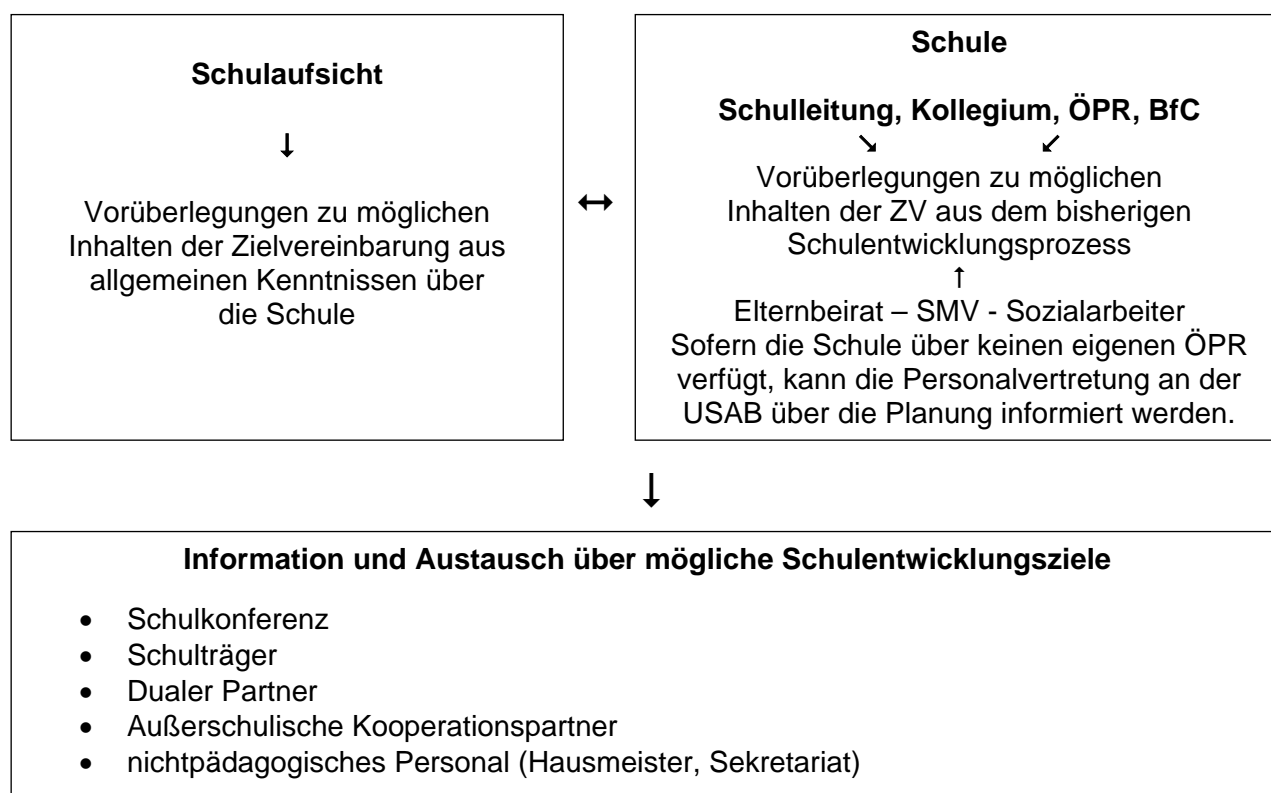 Schulaufsicht
↓
Vorüberlegungen zu möglichen
Inhalten der Zielvereinbarung aus
allgemeinen Kenntnissen über
die Schule
↔
Schule
Schulleitung, Kollegium, ÖPR, BfC
↘ ↙
Vorüberlegungen zu möglichen
Inhalten der ZV aus dem bisherigen
Schulentwicklungsprozess
↑
Elternbeirat – SMV - Sozialarbeiter
Sofern die Schule über keinen eigenen ÖPR
verfügt, kann die Personalvertretung an der
USAB über die Planung informiert werden.
↓
Information und Austausch über mögliche Schulentwicklungsziele
• Schulkonferenz
• Schulträger
• Dualer Partner
• Außerschulische Kooperationspartner
• nichtpädagogisches Personal (Hausmeister, Sekretariat)